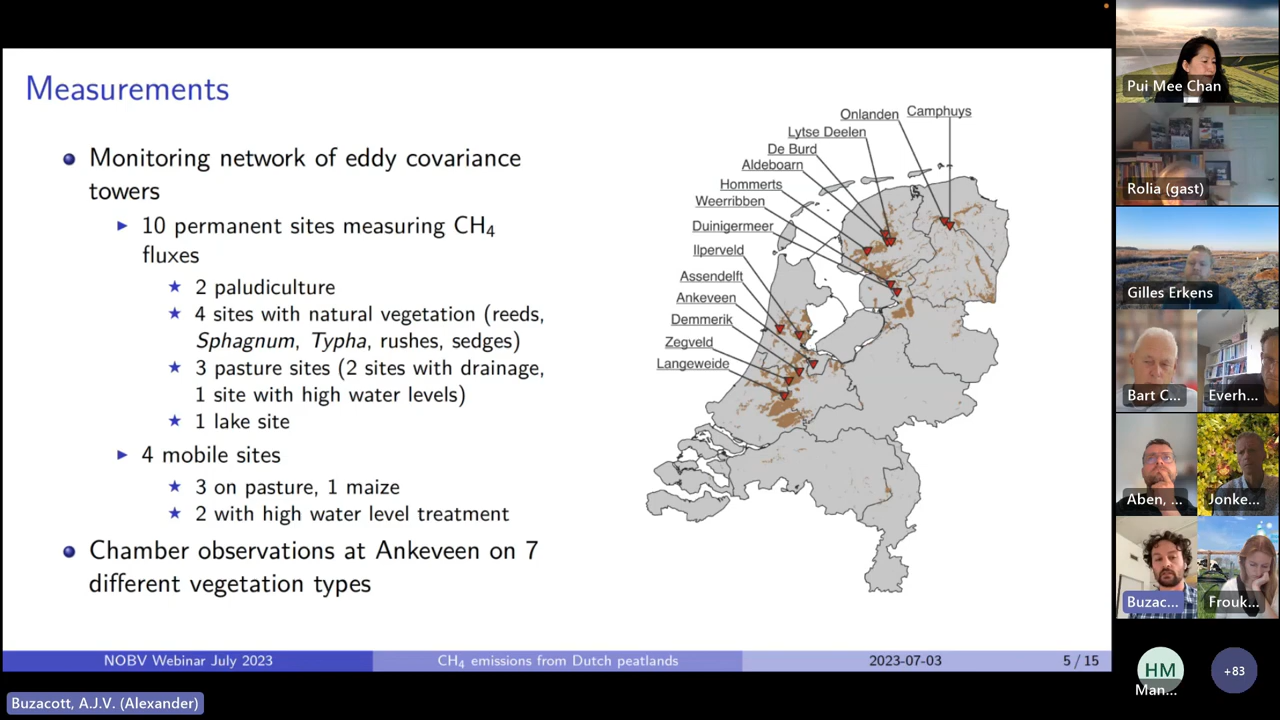 Measurements
Monitoring network of eddy covariance
towers
10 permanent sites measuring CH₄
fluxes
2 paludiculture
4 sites with natural vegetation (reeds,
Sphagnum, Typha, rushes, sedges)
3 pasture sites (2 sites with drainage,
1 site with high water levels)
1 lake site
4 mobile sites
3 on pasture, 1 maize
2 with high water level treatment
Chamber observations at Ankeveen on 7
different vegetation types
Onlanden
Camphuys
Lytse Deelen
De Burd
Aldeboarn
Hommerts
Weerribben
Duinigermeer
Ilperveld
Assendelft
Ankeveen
Demmerik
Zegveld
Langeweide
NOBV Webinar July 2023
CH₄ emissions from Dutch peatlands
2023-07-03
5 / 15
Buzacott, A.J.V. (Alexander)
Pui Mee Chan
Rolia (gast)
Gilles Erkens
Bart C...
Everh...
Aben, ...
Jonke...
Buzac...
Frouk...
HM
Man...
+83